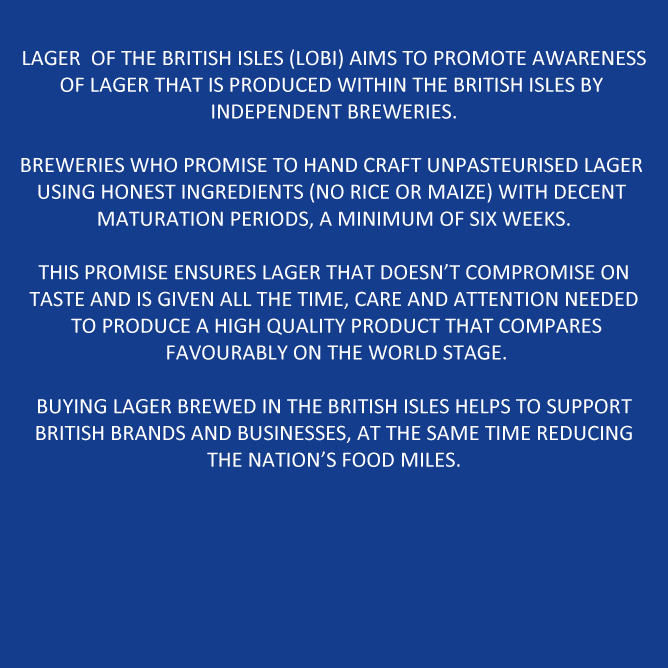 LAGER  OF THE BRITISH ISLES (LOBI) AIMS TO PROMOTE AWARENESS
OF LAGER THAT IS PRODUCED WITHIN THE BRITISH ISLES BY
INDEPENDENT BREWERIES.
BREWERIES WHO PROMISE TO HAND CRAFT UNPASTEURISED LAGER
USING HONEST INGREDIENTS (NO RICE OR MAIZE) WITH DECENT
MATURATION PERIODS, A MINIMUM OF SIX WEEKS.
THIS PROMISE ENSURES LAGER THAT DOESN’T COMPROMISE ON
TASTE AND IS GIVEN ALL THE TIME, CARE AND ATTENTION NEEDED
TO PRODUCE A HIGH QUALITY PRODUCT THAT COMPARES
FAVOURABLY ON THE WORLD STAGE.
BUYING LAGER BREWED IN THE BRITISH ISLES HELPS TO SUPPORT
BRITISH BRANDS AND BUSINESSES, AT THE SAME TIME REDUCING
THE NATION’S FOOD MILES.